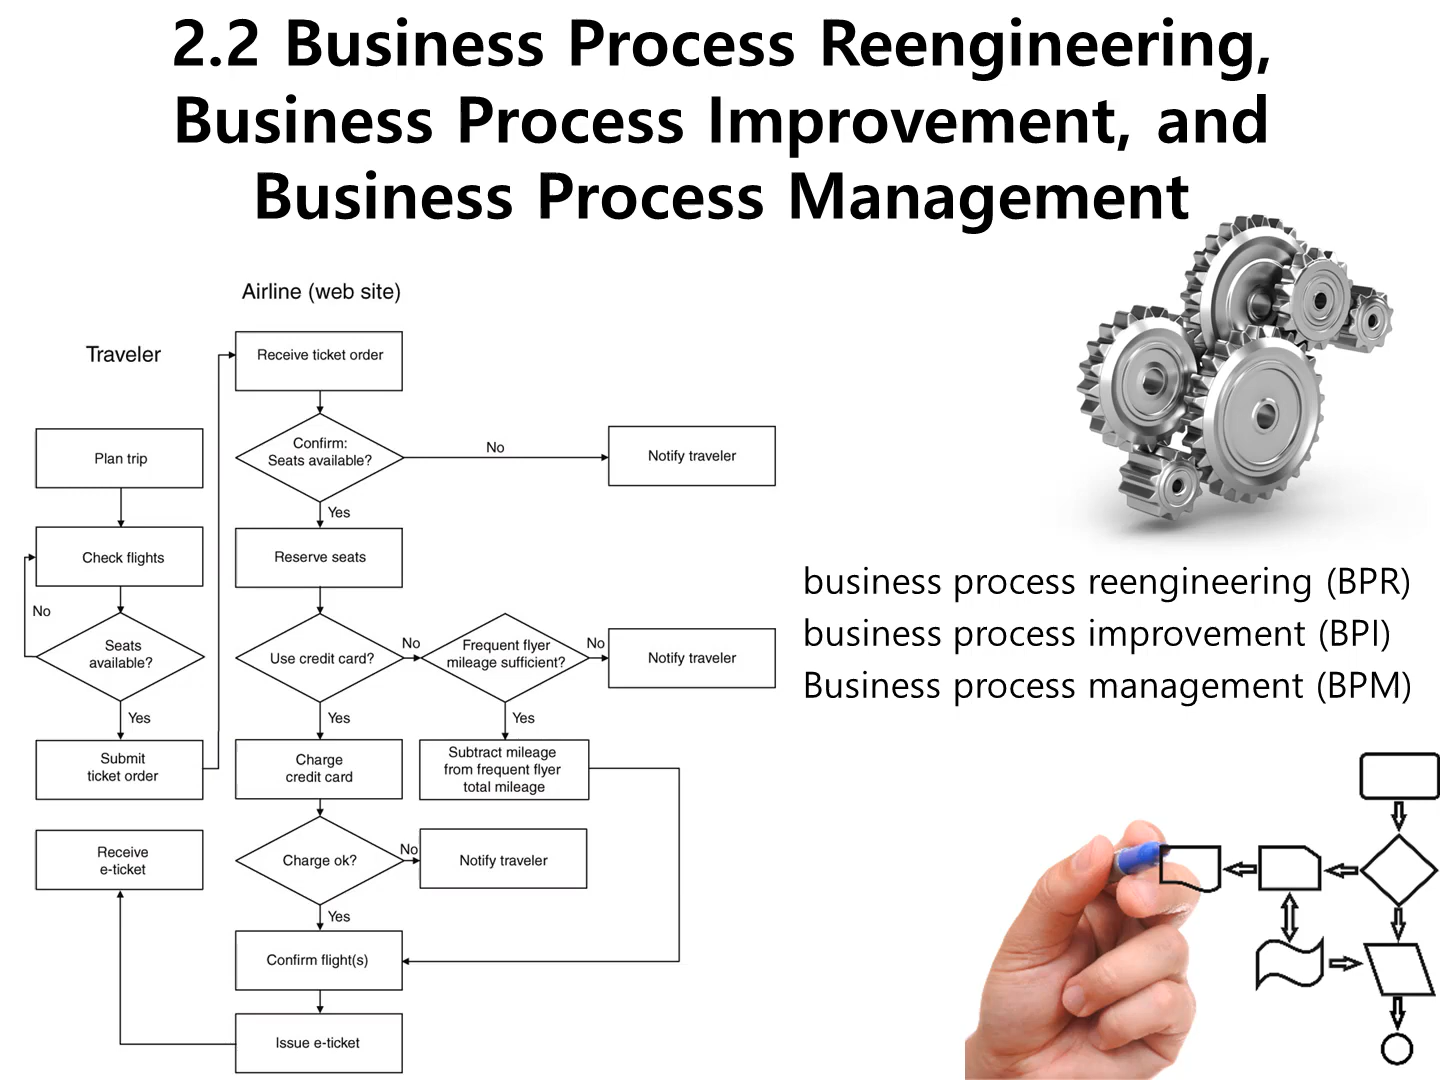 2.2 Business Process Reengineering,
Business Process Improvement, and
Business Process Management
Airline (web site)
Traveler
Receive ticket order
Plan trip
Confirm:
Seats available?
No
Notify traveler
Yes
Check flights
Reserve seats
No
Seats
available?
Use credit card?
No
Frequent flyer
mileage sufficient?
No
Notify traveler
Yes
Yes
Yes
Submit
ticket order
Charge
credit card
Subtract mileage
from frequent flyer
total mileage
Receive
e-ticket
Charge ok?
No
Notify traveler
Yes
Confirm flight(s)
Issue e-ticket
business process reengineering (BPR)
business process improvement (BPI)
Business process management (BPM)